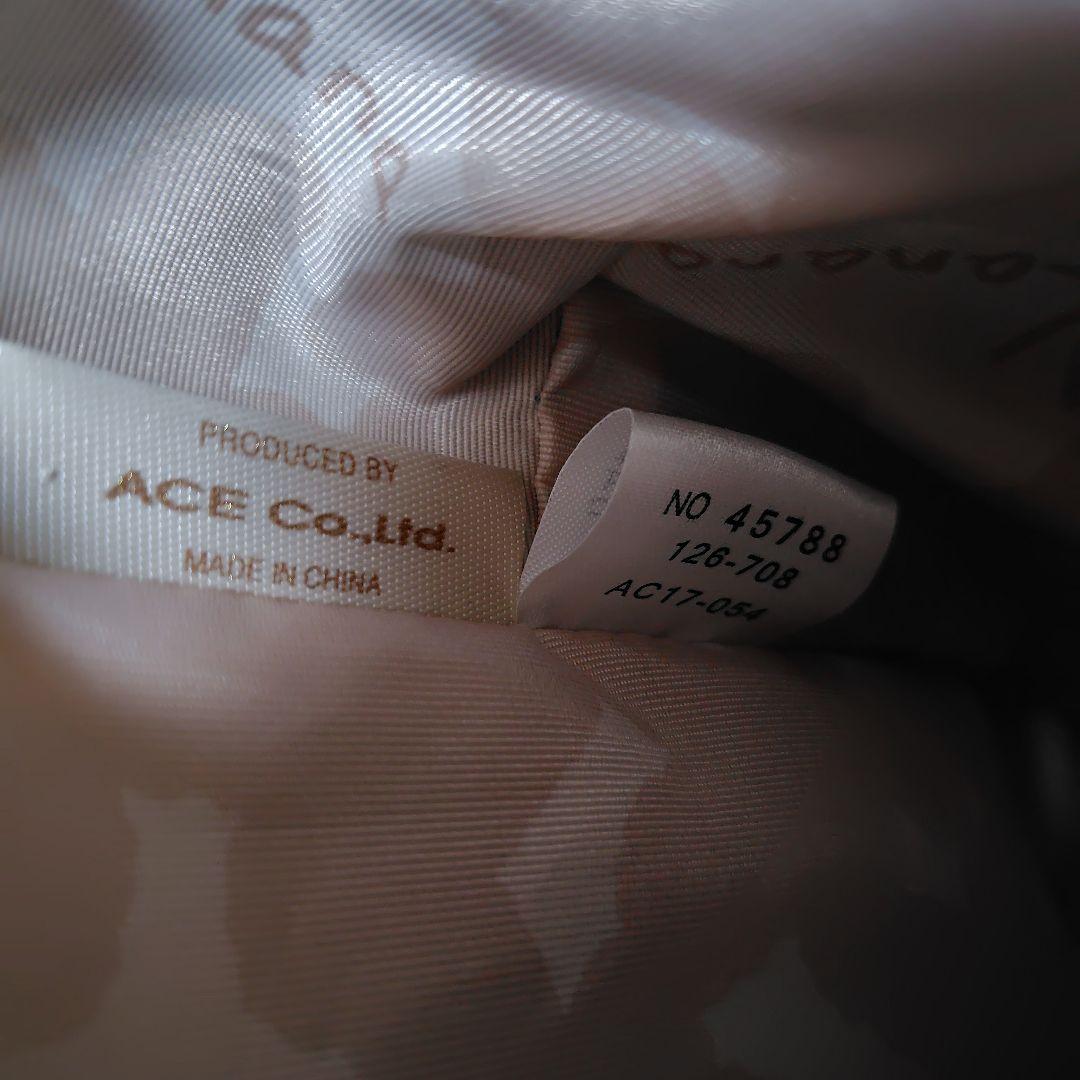 PRODUCED BY
ACE Co.,Ltd.
MADE IN CHINA
NO 45788
126-708
AC17-054